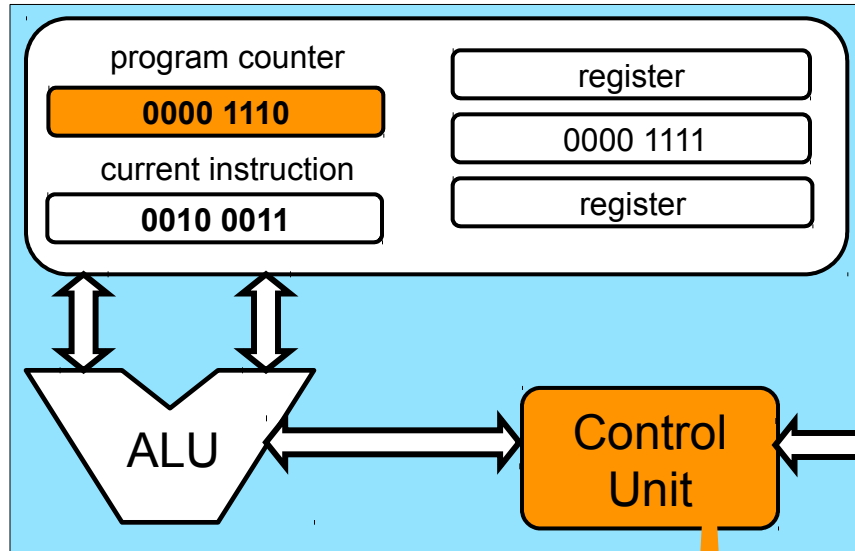 program counter
0000 1110
current instruction
0010 0011
register
0000 1111
register
ALU
Control
Unit